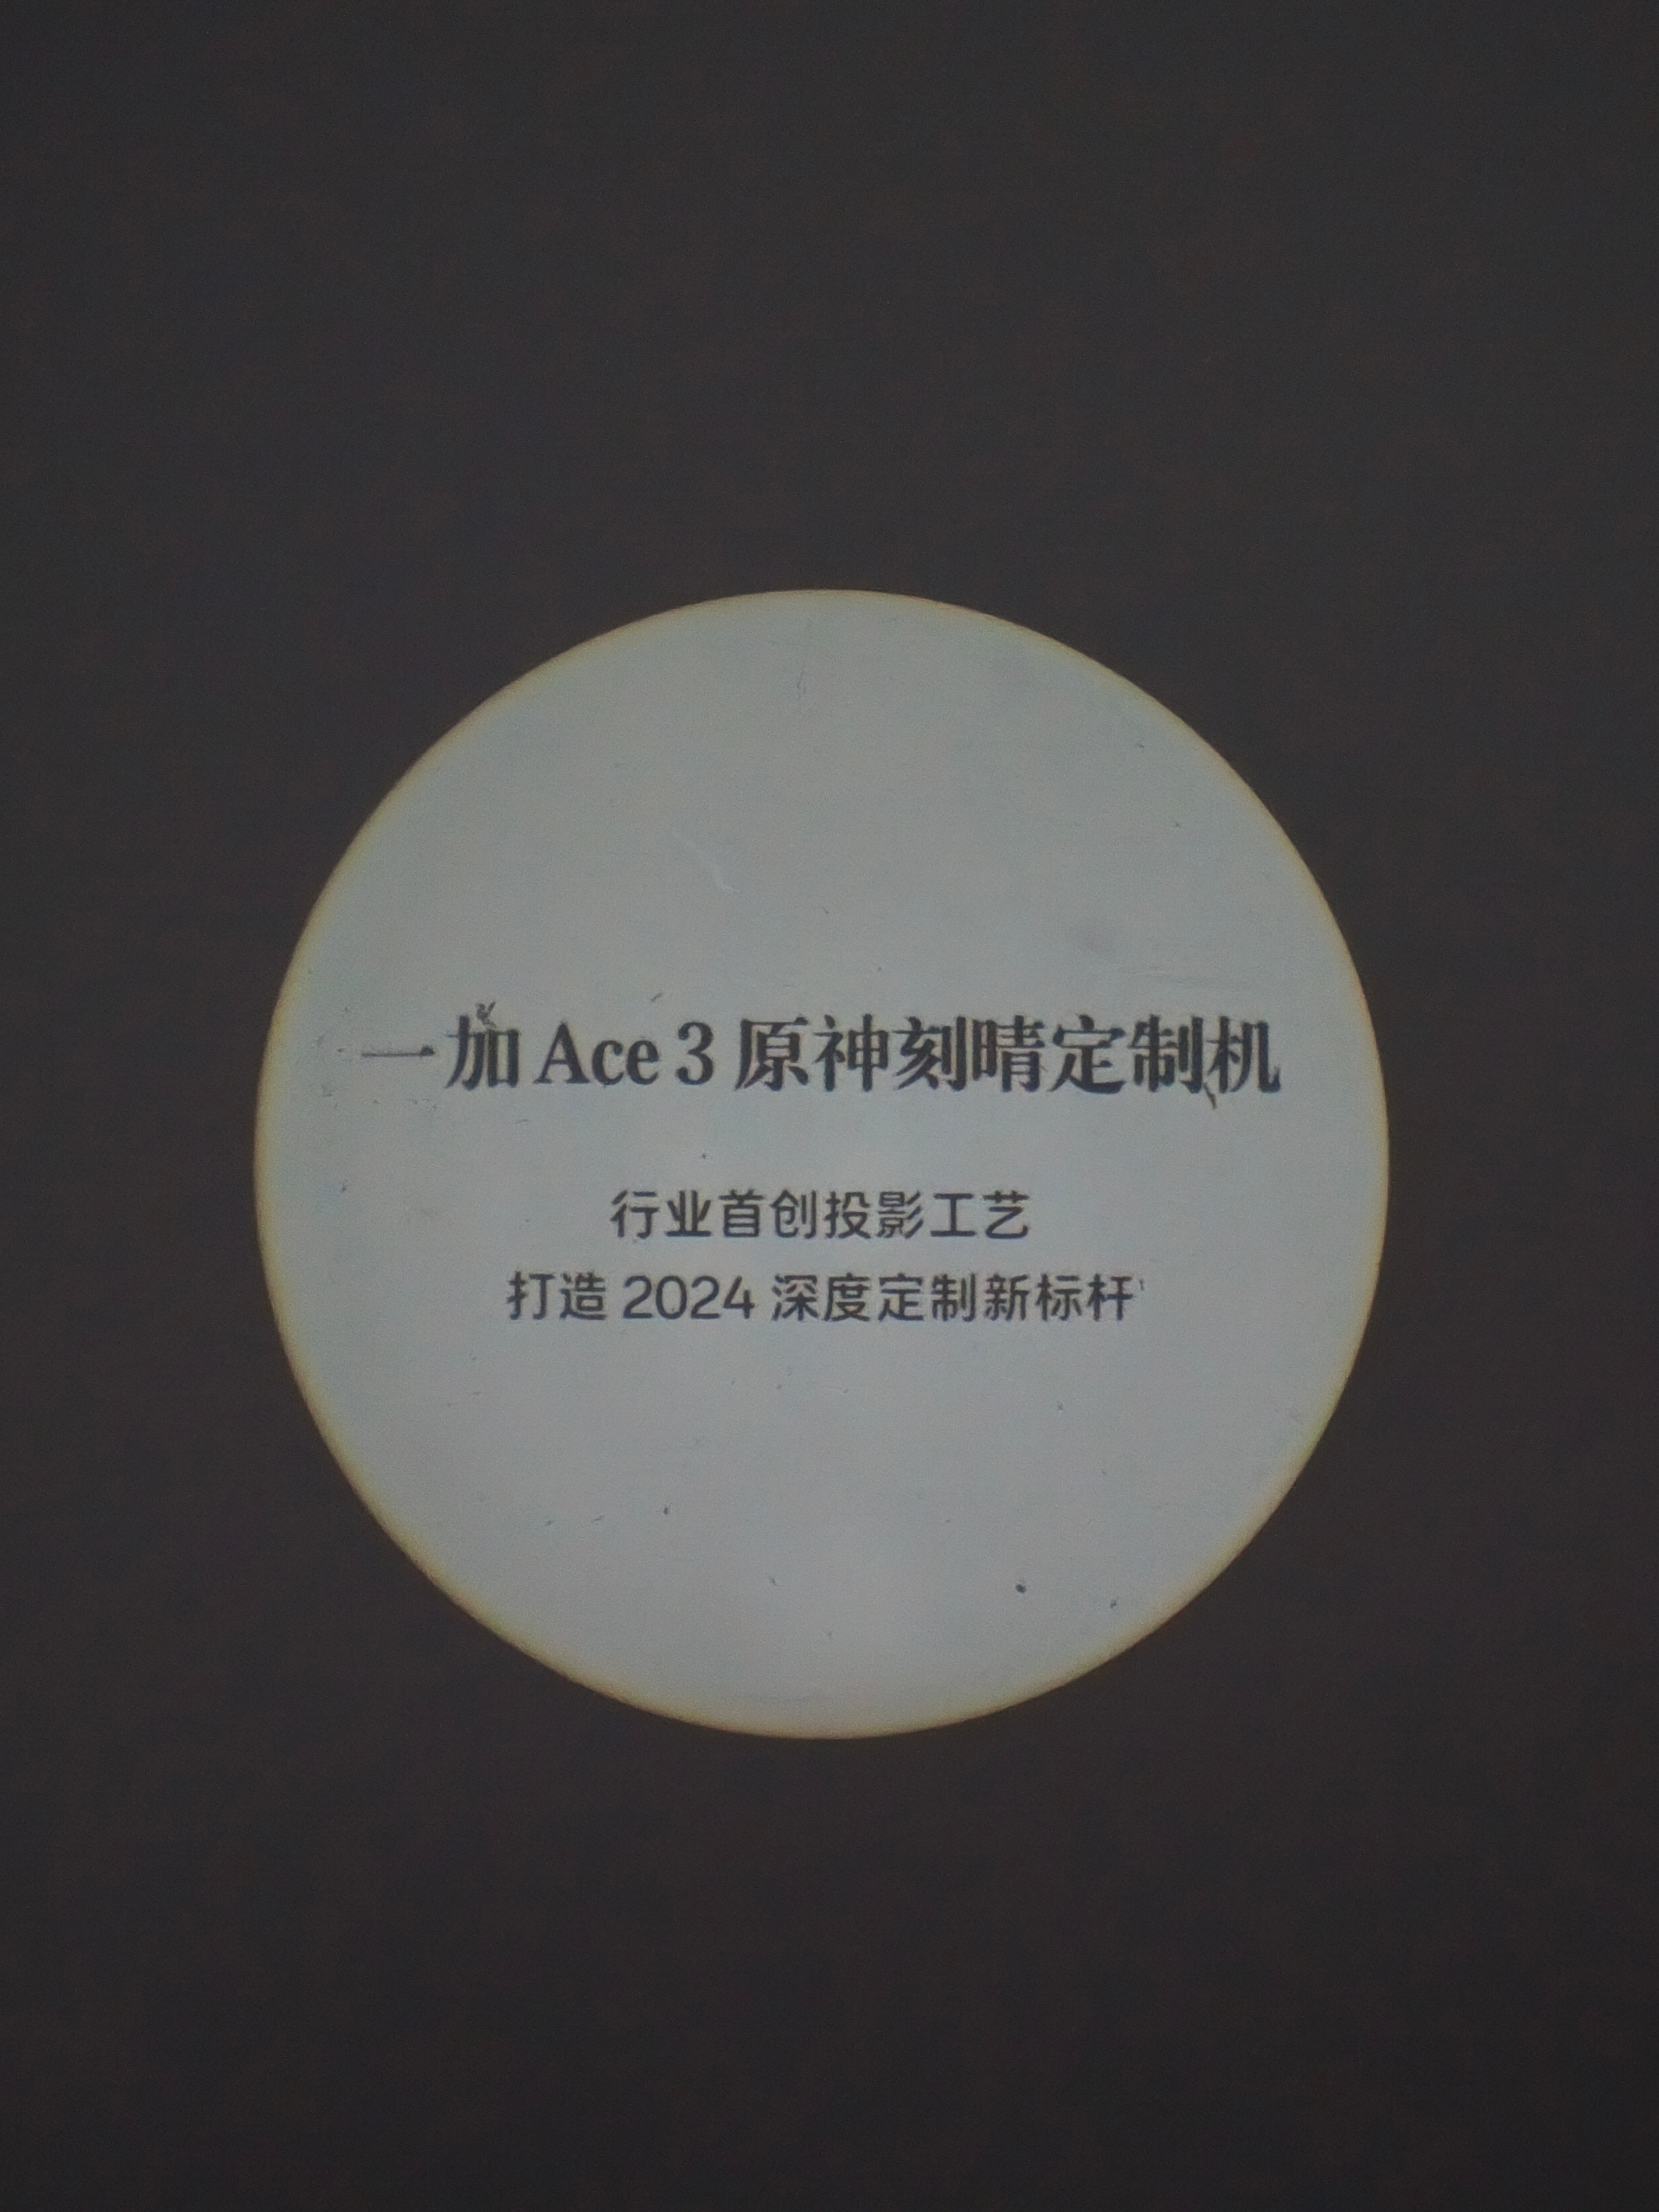 一加 Ace 3 原神刻晴定制机
行业首创投影工艺
打造 2024 深度定制新标杆